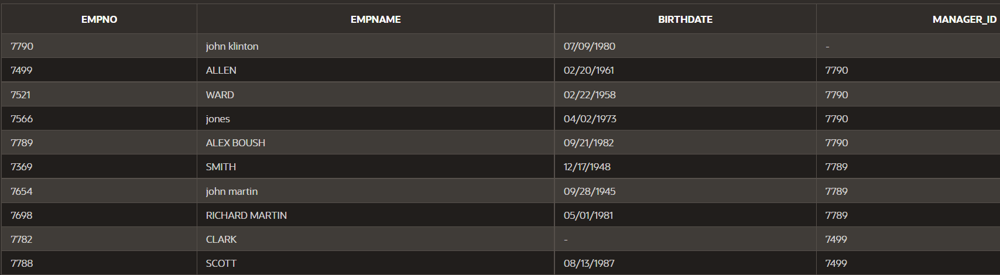 EMPNO EMPNAME BIRTHDATE MANAGER_ID
7790 john klinton 07/09/1980 -
7499 ALLEN 02/20/1961 7790
7521 WARD 02/22/1958 7790
7566 jones 04/02/1973 7790
7789 ALEX BOUSH 09/21/1982 7790
7369 SMITH 12/17/1948 7789
7654 john martin 09/28/1945 7789
7698 RICHARD MARTIN 05/01/1981 7789
7782 CLARK - 7499
7788 SCOTT 08/13/1987 7499